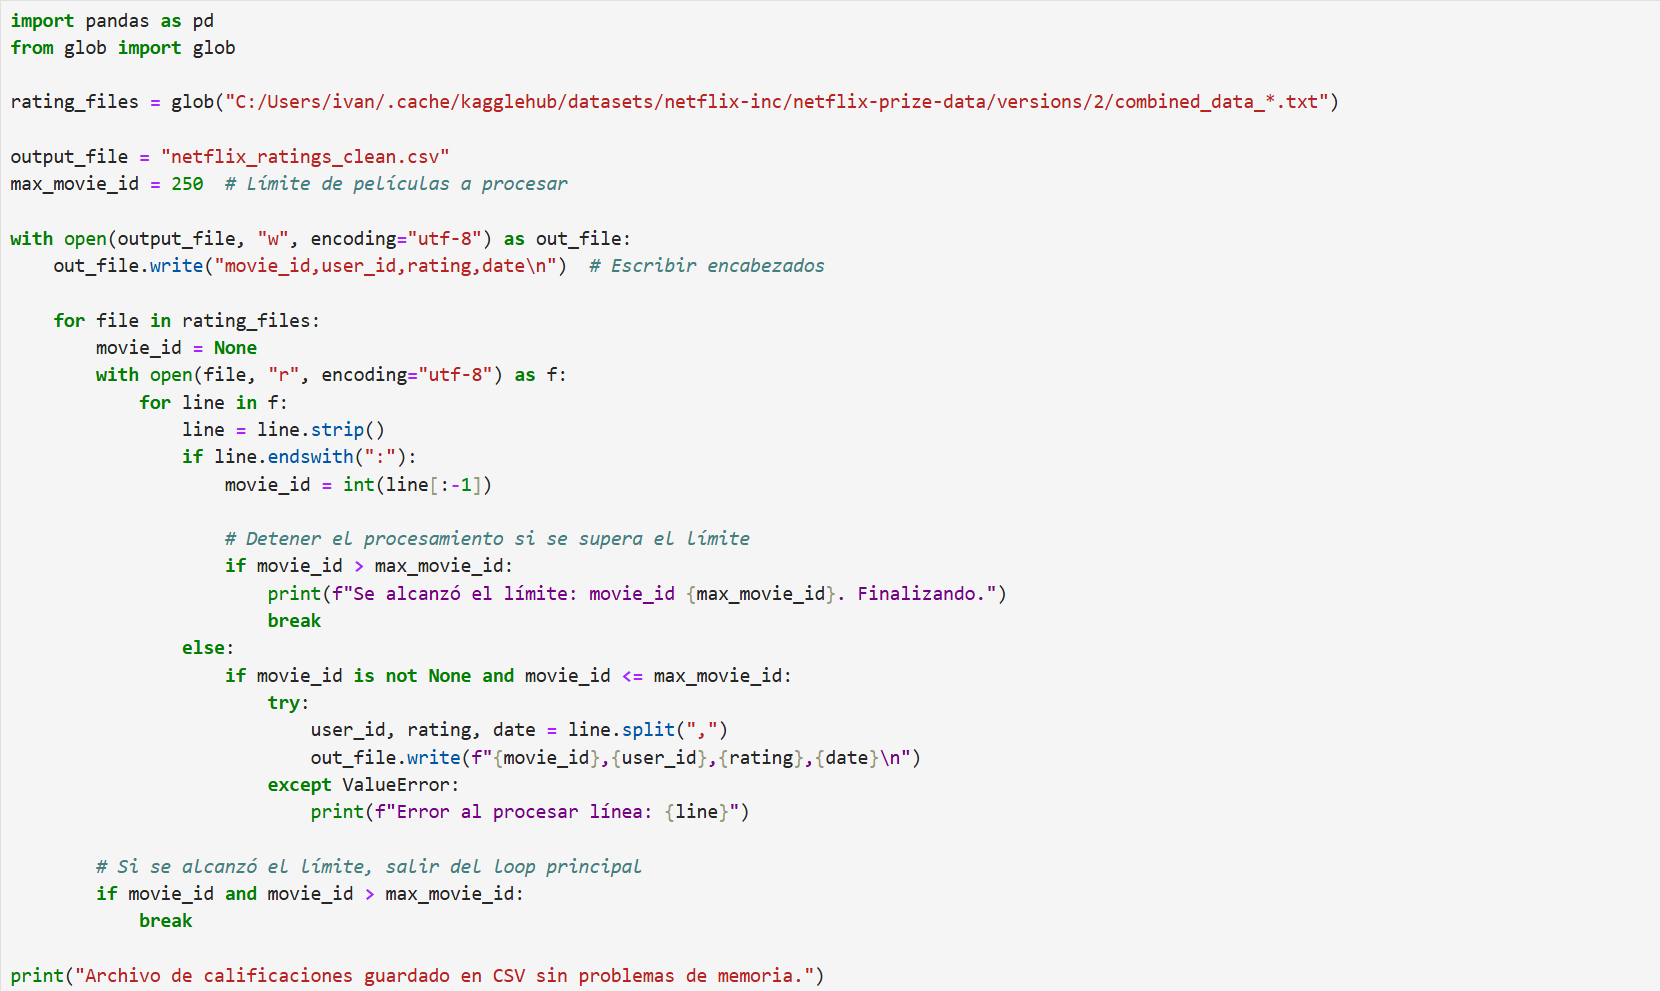 import pandas as pd
from glob import glob
rating_files = glob("C:/Users/ivan/.cache/kagglehub/datasets/netflix-inc/netflix-prize-data/versions/2/combined_data_*.txt")
output_file = "netflix_ratings_clean.csv"
max_movie_id = 250  # Límite de películas a procesar
with open(output_file, "w", encoding="utf-8") as out_file:
    out_file.write("movie_id,user_id,rating,date\n")  # Escribir encabezados
    for file in rating_files:
        movie_id = None
        with open(file, "r", encoding="utf-8") as f:
            for line in f:
                line = line.strip()
                if line.endswith(":"):
                    movie_id = int(line[:-1])
                    # Detener el procesamiento si se supera el límite
                    if movie_id > max_movie_id:
                        print(f"Se alcanzó el límite: movie_id {max_movie_id}. Finalizando.")
                        break
                else:
                    if movie_id is not None and movie_id <= max_movie_id:
                        try:
                            user_id, rating, date = line.split(",")
                            out_file.write(f"{movie_id},{user_id},{rating},{date}\n")
                        except ValueError:
                            print(f"Error al procesar línea: {line}")
        # Si se alcanzó el límite, salir del loop principal
        if movie_id and movie_id > max_movie_id:
            break
print("Archivo de calificaciones guardado en CSV sin problemas de memoria.")